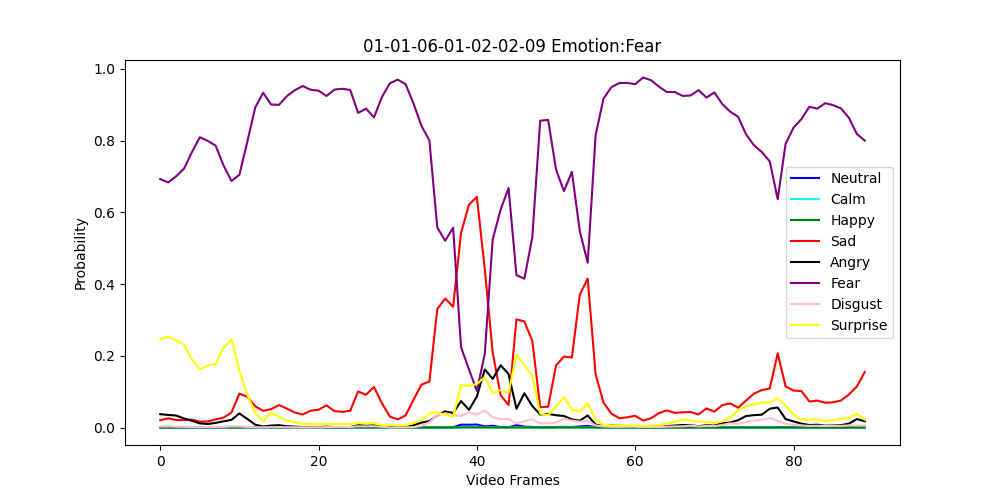 01-01-06-01-02-02-09 Emotion:Fear
Probability
1.0
0.8
0.6
0.4
0.2
0.0
0
20
40
60
80
Video Frames
Neutral
Calm
Happy
Sad
Angry
Fear
Disgust
Surprise